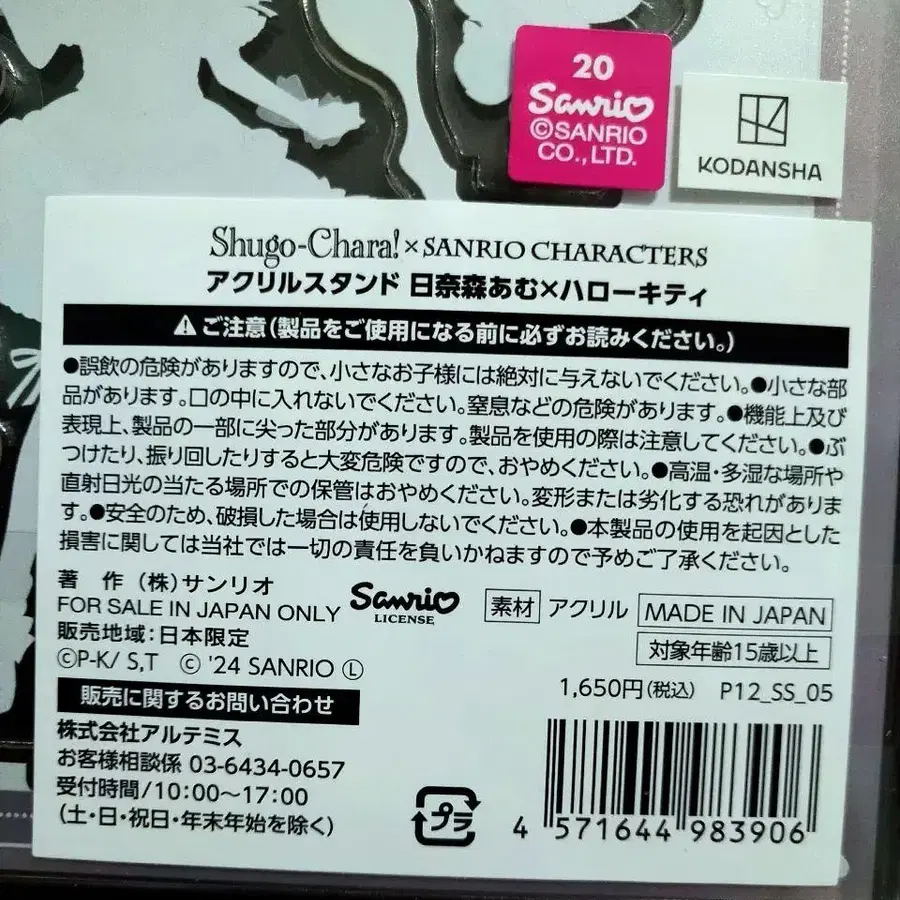 20
Sanrio
©SANRIO
CO., LTD.
KODANSHA
Shugo-Chara!×SANRIO CHARACTERS
アクリルスタンド 日奈森あむ×ハローキティ
⚠ご注意(製品をご使用になる前に必ずお読みください。)
●誤飲の危険がありますので、小さなお子様には絶対に与えないでください。●小さな部
品があります。口の中に入れないでください。窒息などの危険があります。●機能上及び
表現上、製品の一部に尖った部分があります。製品を使用の際は注意してください。●ぶ
つけたり、振り回したりすると大変危険ですので、おやめください。●高温・多湿な場所や
直射日光の当たる場所での保管はおやめください。変形または劣化する恐れがありま
す。●安全のため、破損した場合は使用しないでください。●本製品の使用を起因とした
損害に関しては当社では一切の責任を負いかねますので予めご了承ください。
著 作 (株)サンリオ
FOR SALE IN JAPAN ONLY
販売地域:日本限定
©P-K/ S,T © '24 SANRIO Ⓛ
Sanrio
LICENSE
素材 アクリル MADE IN JAPAN
対象年齢15歳以上
1,650円(税込) P12_SS_05
販売に関するお問い合わせ
株式会社アルテミス
お客様相談係 03-6434-0657
受付時間/10:00～17:00
(土・日・祝日・年末年始を除く)
プラ
4 571644 983906